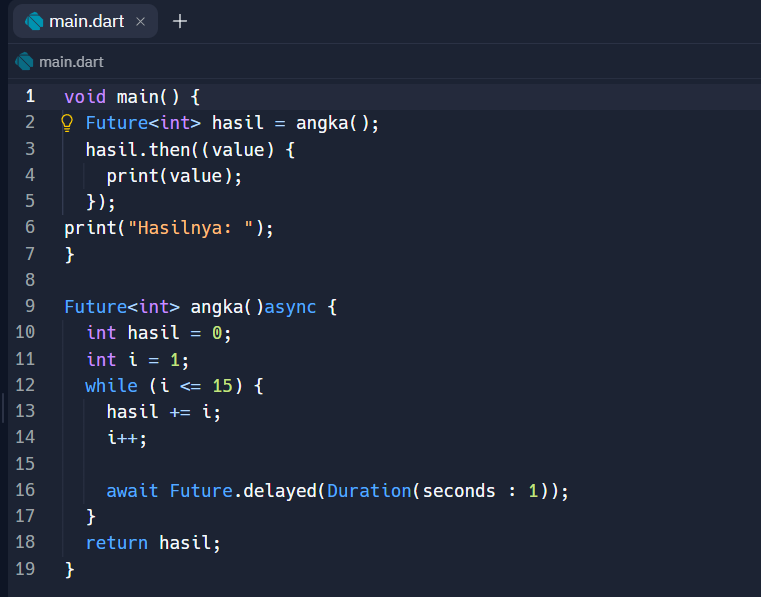 main.dart × +
main.dart
1 void main() {
2 Future<int> hasil = angka();
3 hasil.then((value) {
4 print(value);
5 });
6 print("Hasilnya: ");
7 }
8
9 Future<int> angka()async {
10 int hasil = 0;
11 int i = 1;
12 while (i <= 15) {
13 hasil += i;
14 i++;
15
16 await Future.delayed(Duration(seconds : 1));
17 }
18 return hasil;
19 }